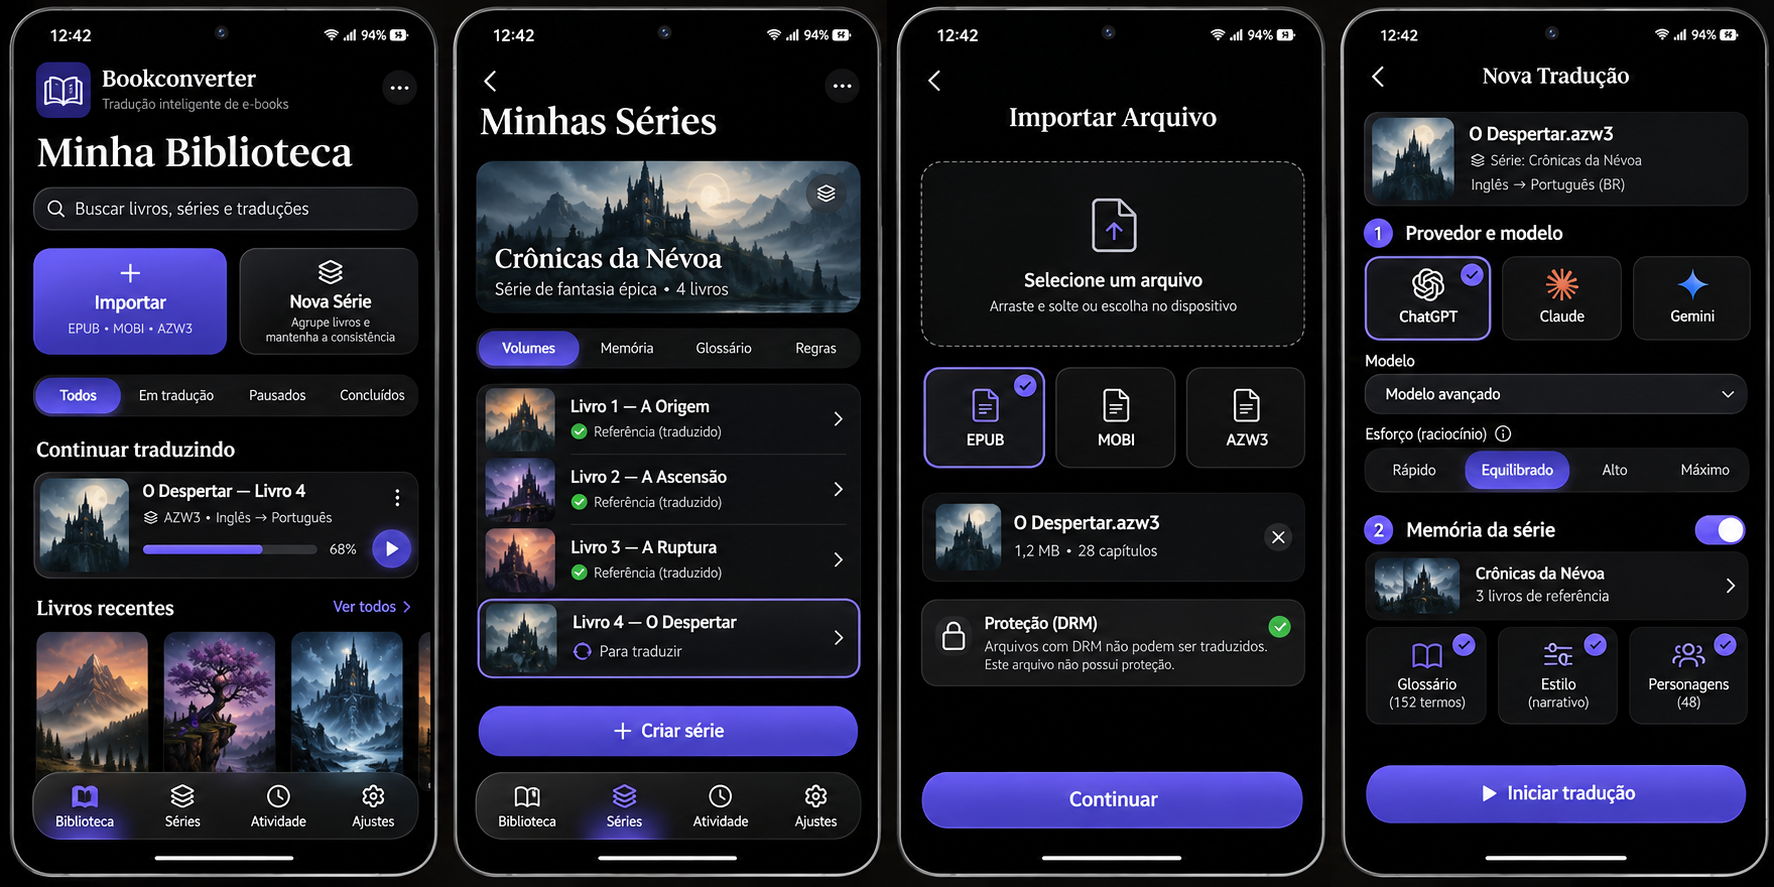 12:42
94%
Bookconverter
Tradução inteligente de e-books
Minha Biblioteca
Buscar livros, séries e traduções
Importar
EPUB • MOBI • AZW3
Nova Série
Agrupe livros e
mantenha a consistência
Todos
Em tradução
Pausados
Concluídos
Continuar traduzindo
O Despertar — Livro 4
AZW3 • Inglês → Português
68%
Livros recentes
Ver todos
Biblioteca
Séries
Atividade
Ajustes
12:42
94%
Minhas Séries
Crônicas da Névoa
Série de fantasia épica • 4 livros
Volumes
Memória
Glossário
Regras
Livro 1 — A Origem
Referência (traduzido)
Livro 2 — A Ascensão
Referência (traduzido)
Livro 3 — A Ruptura
Referência (traduzido)
Livro 4 — O Despertar
Para traduzir
+ Criar série
Biblioteca
Séries
Atividade
Ajustes
12:42
94%
Importar Arquivo
Selecione um arquivo
Arraste e solte ou escolha no dispositivo
EPUB
MOBI
AZW3
O Despertar.azw3
1,2 MB • 28 capítulos
Proteção (DRM)
Arquivos com DRM não podem ser traduzidos.
Este arquivo não possui proteção.
Continuar
12:42
94%
Nova Tradução
O Despertar.azw3
Série: Crônicas da Névoa
Inglês → Português (BR)
1 Provedor e modelo
ChatGPT
Claude
Gemini
Modelo
Modelo avançado
Esforço (raciocínio)
Rápido
Equilibrado
Alto
Máximo
2 Memória da série
Crônicas da Névoa
3 livros de referência
Glossário
(152 termos)
Estilo
(narrativo)
Personagens
(48)
Iniciar tradução